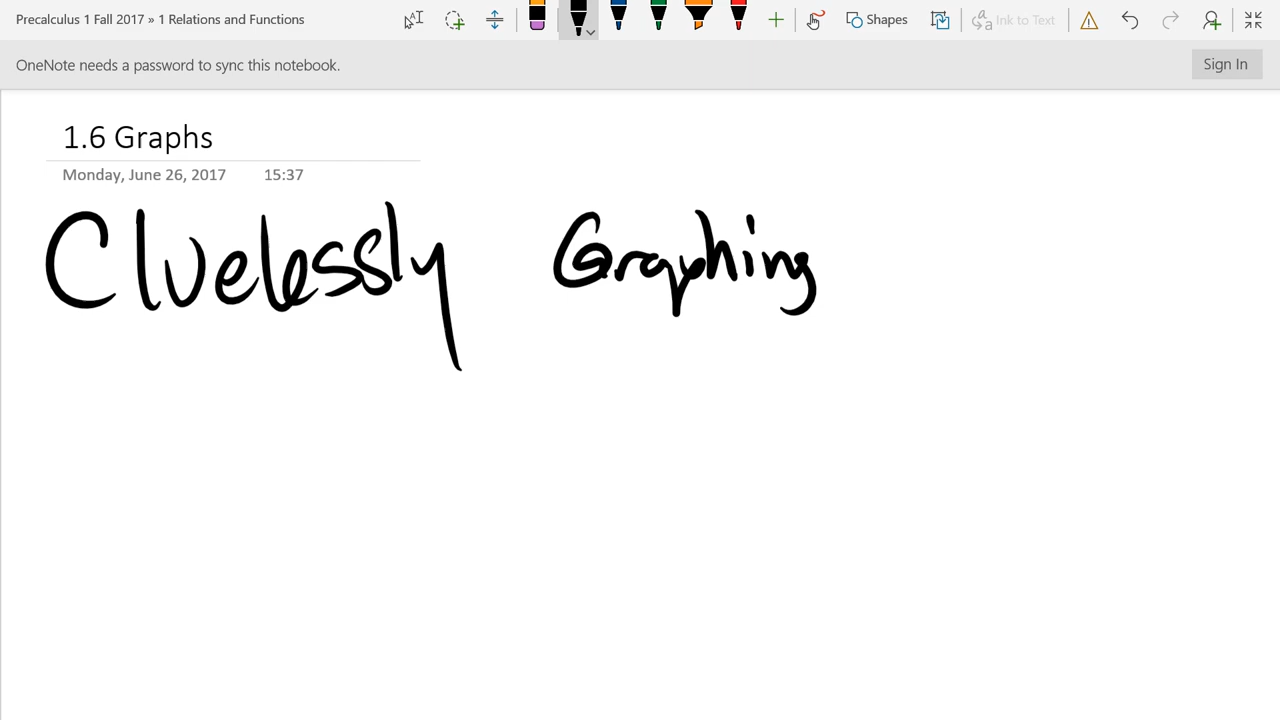 Precalculus 1 Fall 2017 » 1 Relations and Functions
Shapes
Link to Text
OneNote needs a password to sync this notebook.
Sign In
1.6 Graphs
Monday, June 26, 2017 15:37
Cluelessly Graphing